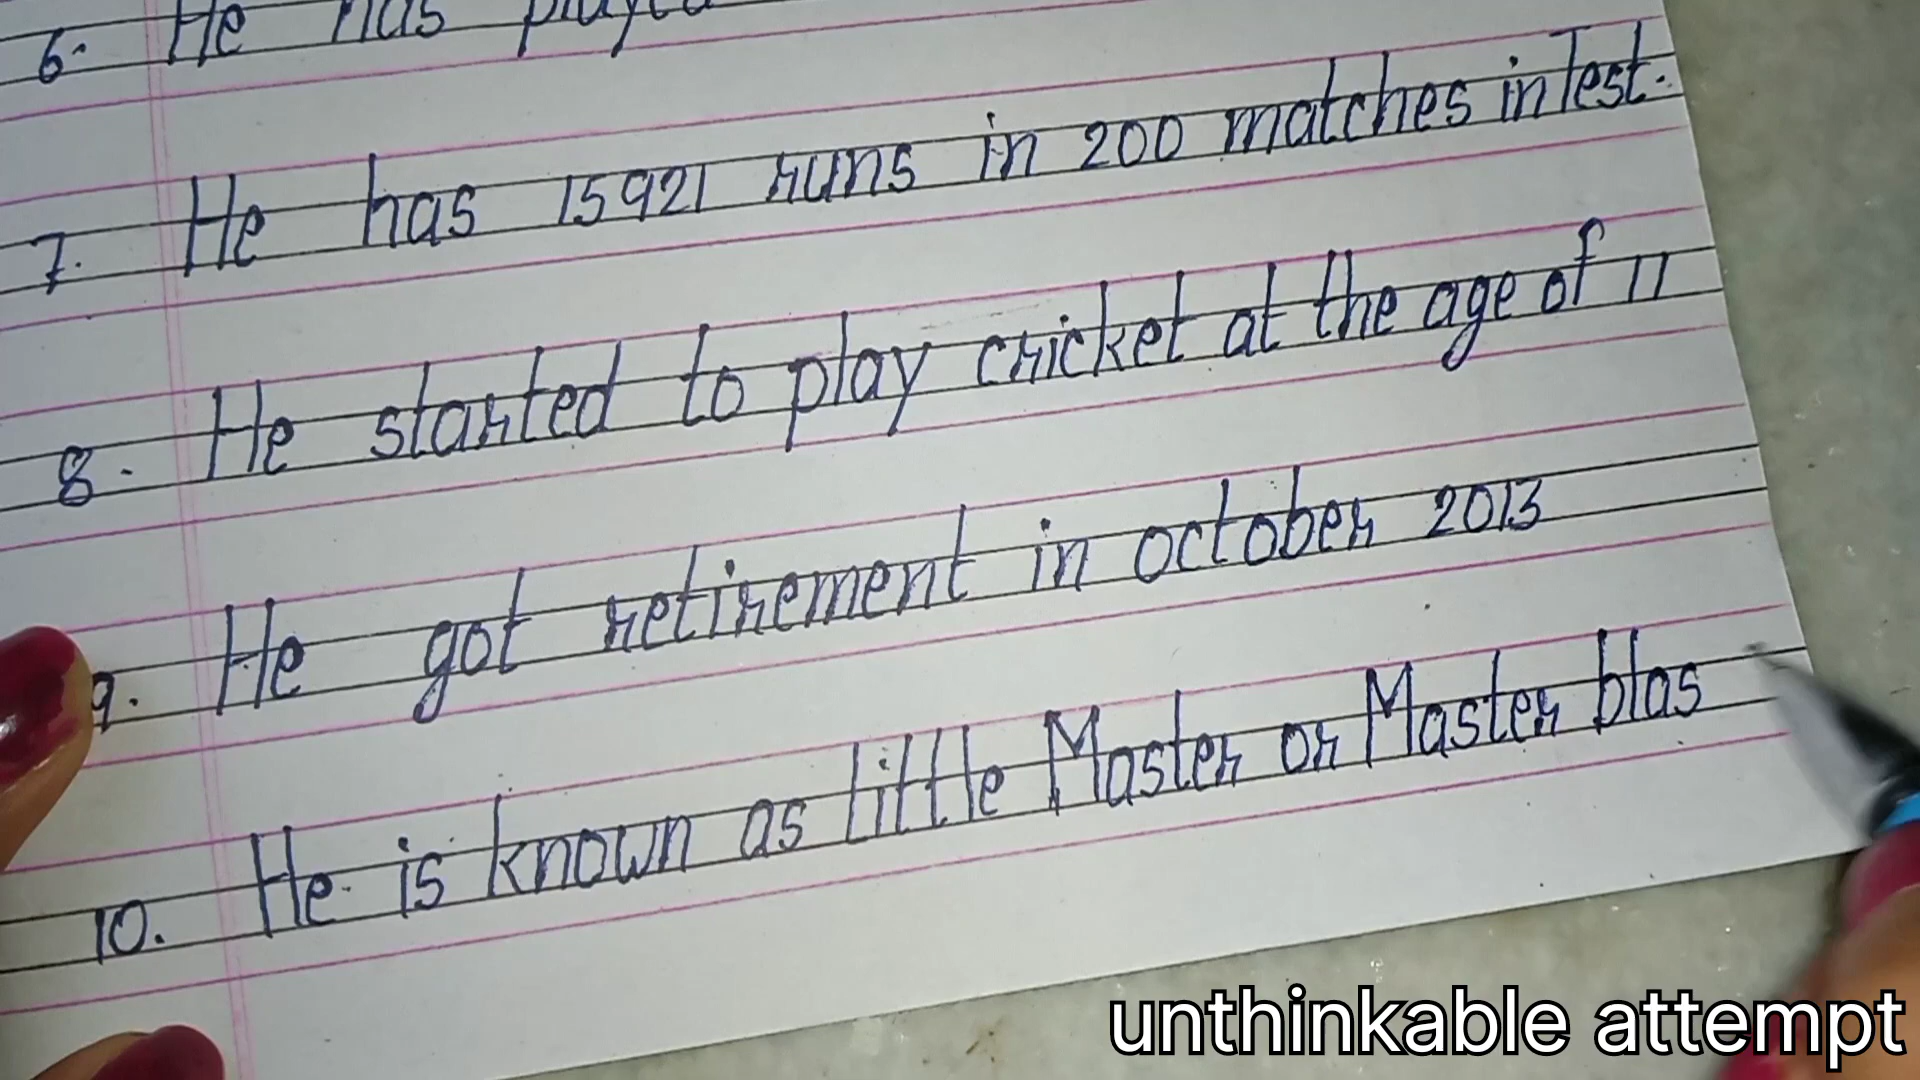 6. He has played
7. He has 15921 runs in 200 matches in Test.
8. He started to play cricket at the age of 11
9. He got retirement in october 2013
10. He is known as little Master or Master blas
unthinkable attempt